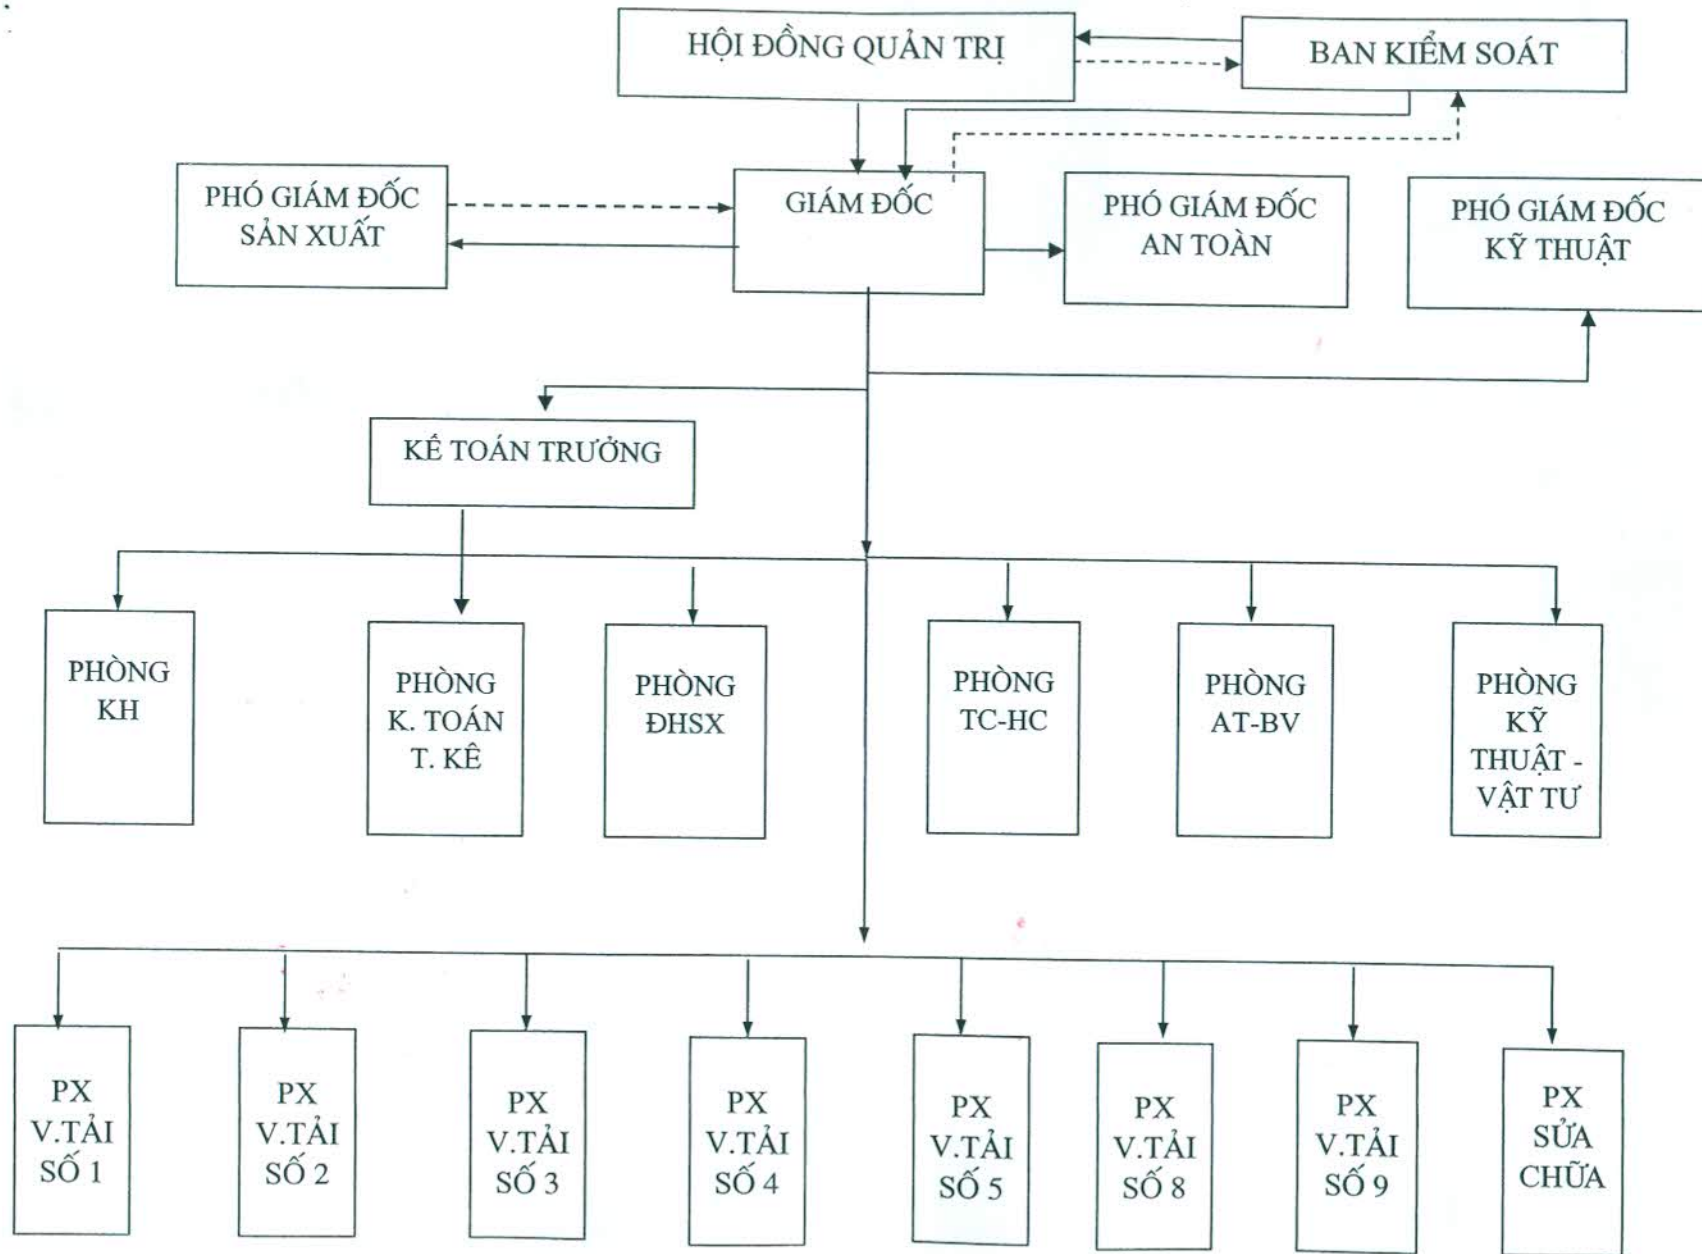 HỘI ĐỒNG QUẢN TRỊ
BAN KIỂM SOÁT
PHÓ GIÁM ĐỐC
SẢN XUẤT
GIÁM ĐỐC
PHÓ GIÁM ĐỐC
AN TOÀN
PHÓ GIÁM ĐỐC
KỸ THUẬT
KẾ TOÁN TRƯỞNG
PHÒNG
KH
PHÒNG
K. TOÁN
T. KÊ
PHÒNG
ĐHSX
PHÒNG
TC-HC
PHÒNG
AT-BV
PHÒNG
KỸ
THUẬT -
VẬT TƯ
PX
V.TẢI
SỐ 1
PX
V.TẢI
SỐ 2
PX
V.TẢI
SỐ 3
PX
V.TẢI
SỐ 4
PX
V.TẢI
SỐ 5
PX
V.TẢI
SỐ 8
PX
V.TẢI
SỐ 9
PX
SỬA
CHỮA